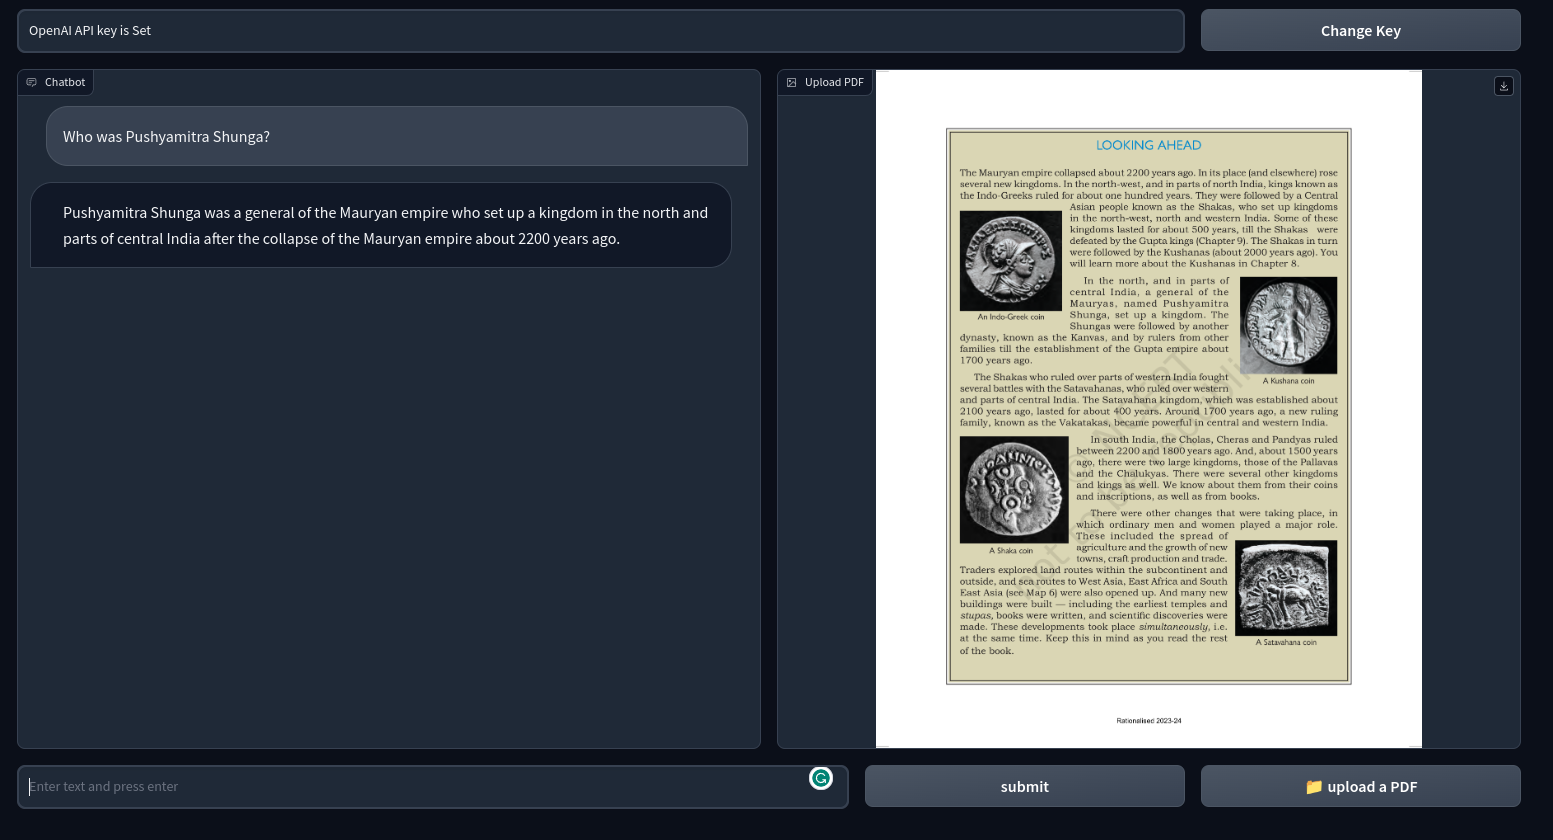 OpenAI API key is Set
Change Key
Chatbot
Who was Pushyamitra Shunga?
Pushyamitra Shunga was a general of the Mauryan empire who set up a kingdom in the north and
parts of central India after the collapse of the Mauryan empire about 2200 years ago.
Upload PDF
LOOKING AHEAD
The Mauryan empire collapsed about 2200 years ago. In its place (and elsewhere) rose
several new kingdoms. In the north-west, and in parts of north India, kings known as
the Indo-Greeks ruled for about one hundred years. They were followed by a Central
Asian people known as the Shakas, who set up kingdoms
in the north-west, north and western India. Some of these
kingdoms lasted for about 500 years, till the Shakas were
defeated by the Gupta kings (Chapter 9). The Shakas in turn
were followed by the Kushanas (about 2000 years ago). You
will learn more about the Kushanas in Chapter 8.
An Indo-Greek coin
In the north, and in parts of
central India, a general of the
Mauryas, named Pushyamitra
Shunga, set up a kingdom. The
Shungas were followed by another
dynasty, known as the Kanvas, and by rulers from other
families till the establishment of the Gupta empire about
1700 years ago.
A Kushana coin
The Shakas who ruled over parts of western India fought
several battles with the Satavahanas, who ruled over western
and parts of central India. The Satavahana kingdom, which was established about
2100 years ago, lasted for about 400 years. Around 1700 years ago, a new ruling
family, known as the Vakatakas, became powerful in central and western India.
In south India, the Cholas, Cheras and Pandyas ruled
between 2200 and 1800 years ago. And, about 1500 years
ago, there were two large kingdoms, those of the Pallavas
and the Chalukyas. There were several other kingdoms
and kings as well. We know about them from their coins
and inscriptions, as well as from books.
A Shaka coin
There were other changes that were taking place, in
which ordinary men and women played a major role.
These included the spread of
agriculture and the growth of new
towns, craft production and trade.
Traders explored land routes within the subcontinent and
outside, and sea routes to West Asia, East Africa and South
East Asia (see Map 6) were also opened up. And many new
buildings were built — including the earliest temples and
stupas, books were written, and scientific discoveries were
made. These developments took place simultaneously, i.e.
at the same time. Keep this in mind as you read the rest
of the book.
A Satavahana coin
Rationalised 2023-24
Enter text and press enter
submit
upload a PDF